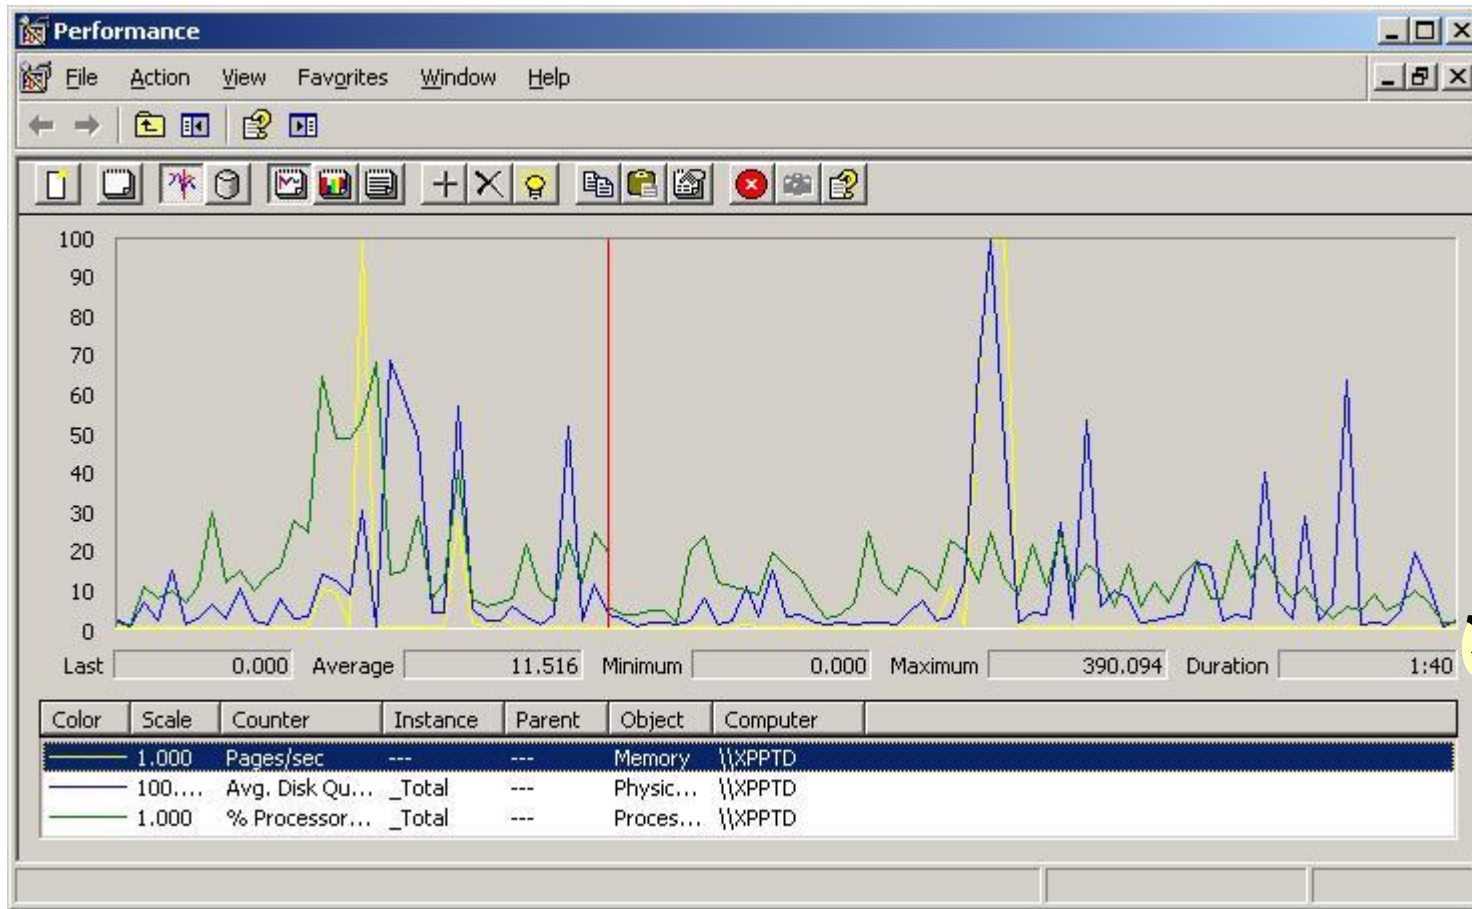 Performance
File Action View Favorites Window Help
100
90
80
70
60
50
40
30
20
10
0
Last 0.000 Average 11.516 Minimum 0.000 Maximum 390.094 Duration 1:40
Color Scale Counter Instance Parent Object Computer
1.000 Pages/sec --- --- Memory \\XPPTD
100.... Avg. Disk Qu... _Total --- Physic... \\XPPTD
1.000 % Processor... _Total --- Proces... \\XPPTD